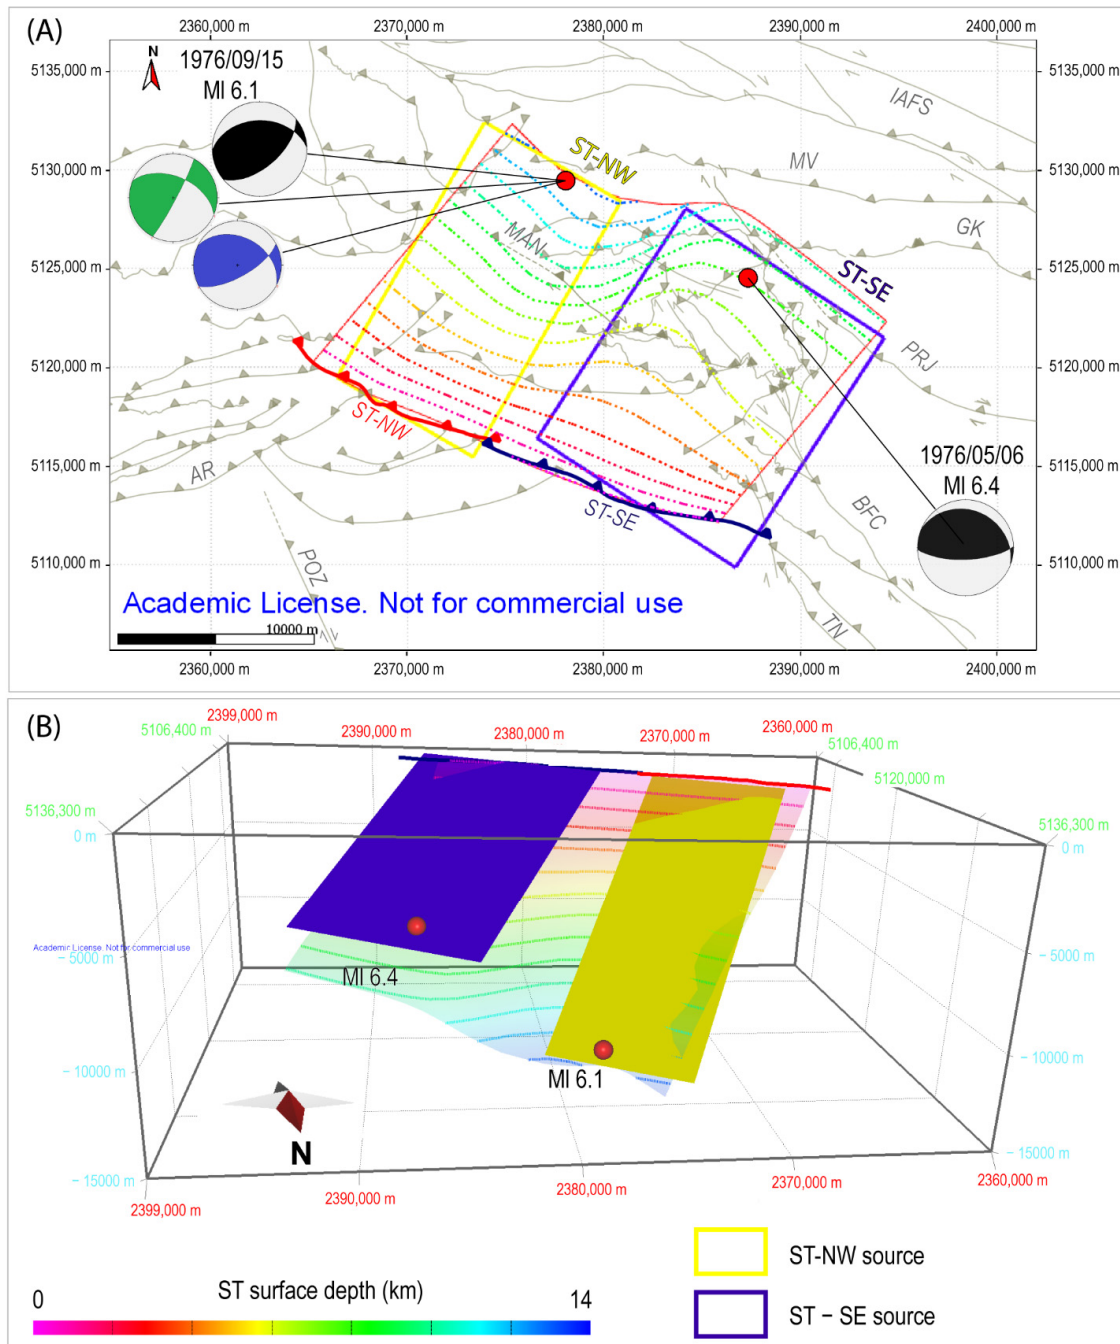 (A)
2360,000 m 2370,000 m 2380,000 m 2390,000 m 2400,000 m
5135,000 m 5135,000 m
N
1976/09/15
MI 6.1
IAFS
ST-NW
MV
5130,000 m 5130,000 m
GK
MAN
5125,000 m 5125,000 m
ST-SE
PRJ
5120,000 m 5120,000 m
ST-NW
1976/05/06
MI 6.4
5115,000 m 5115,000 m
AR
ST-SE
BFC
POZ
5110,000 m 5110,000 m
Academic License. Not for commercial use
TN
10000 m
2360,000 m 2370,000 m 2380,000 m 2390,000 m 2400,000 m
(B)
2399,000 m
5106,400 m 2390,000 m 2380,000 m 2370,000 m 2360,000 m
5106,400 m
5120,000 m
5136,300 m 5136,300 m
0 m 0 m
Academic License. Not for commercial use
− 5000 m − 5000 m
MI 6.4
− 10000 m − 10000 m
MI 6.1
N
− 15000 m − 15000 m
2399,000 m 2390,000 m 2380,000 m 2370,000 m 2360,000 m
ST-NW source
ST surface depth (km)
0 14
ST − SE source